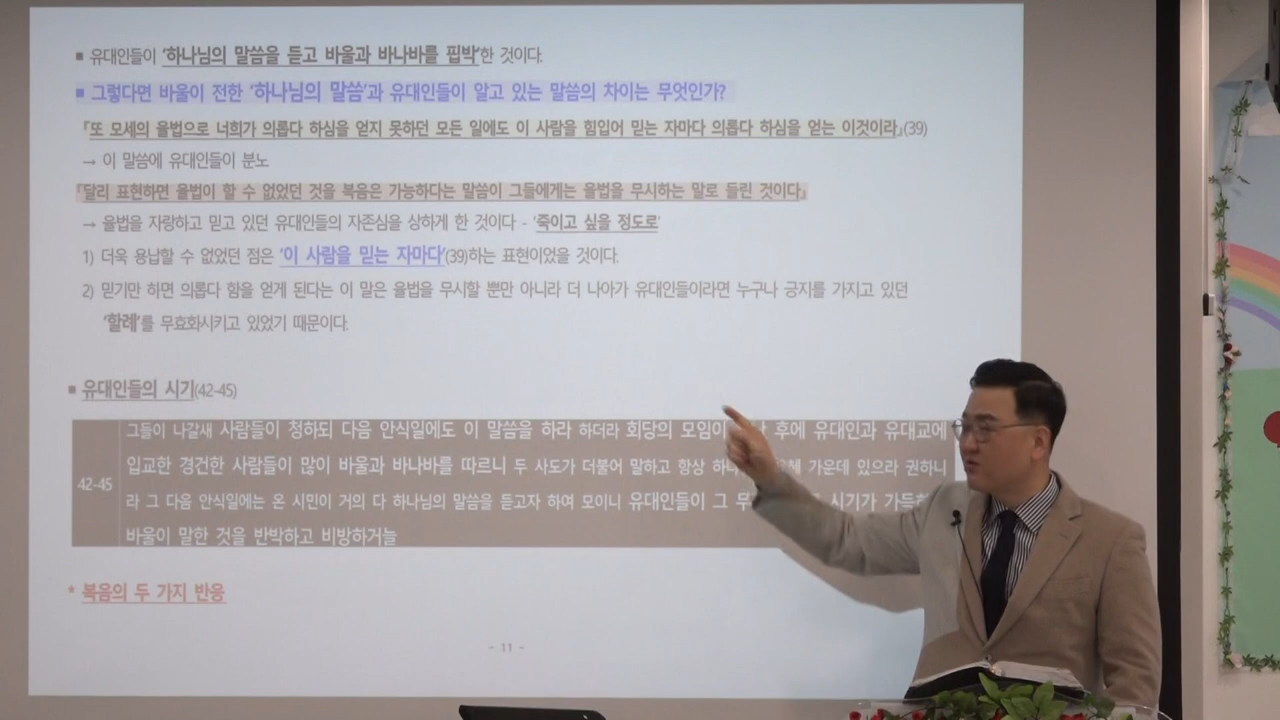 ■ 유대인들이 '하나님의 말씀을 듣고 바울과 바나바를 핍박'한 것이다.
■ 그렇다면 바울이 전한 '하나님의 말씀'과 유대인들이 알고 있는 말씀의 차이는 무엇인가?
『또 모세의 율법으로 너희가 의롭다 하심을 얻지 못하던 모든 일에도 이 사람을 힘입어 믿는 자마다 의롭다 하심을 얻는 이것이라』(39)
→ 이 말씀에 유대인들이 분노
『달리 표현하면 율법이 할 수 없었던 것을 복음은 가능하다는 말씀이 그들에게는 율법을 무시하는 말로 들린 것이다』
→ 율법을 자랑하고 믿고 있던 유대인들의 자존심을 상하게 한 것이다 - '죽이고 싶을 정도로'
1) 더욱 용납할 수 없었던 점은 '이 사람을 믿는 자마다'(39)하는 표현이었을 것이다.
2) 믿기만 하면 의롭다 함을 얻게 된다는 이 말은 율법을 무시할 뿐만 아니라 더 나아가 유대인들이라면 누구나 긍지를 가지고 있던
'할례'를 무효화시키고 있었기 때문이다.
■ 유대인들의 시기(42-45)
그들이 나갈새 사람들이 청하되 다음 안식일에도 이 말씀을 하라 하더라 회당의 모임이 후에 유대인과 유대교에
입교한 경건한 사람들이 많이 바울과 바나바를 따르니 두 사도가 더불어 말하고 항상 가운데 있으라 권하니
42-45
라 그 다음 안식일에는 온 시민이 거의 다 하나님의 말씀을 듣고자 하여 모이니 유대인들이 그 시기가
바울이 말한 것을 반박하고 비방하거늘
* 복음의 두 가지 반응
- 11 -